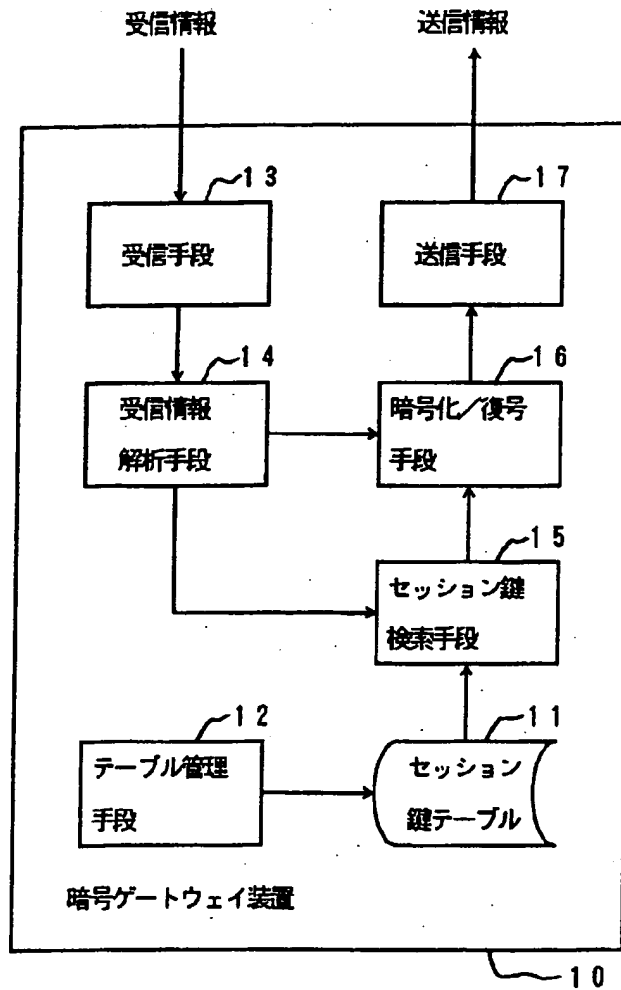 受信情報
送信情報
13
受信手段
17
送信手段
14
受信情報
解析手段
16
暗号化/復号
手段
15
セッション鍵
検索手段
12
テーブル管理
手段
11
セッション
鍵テーブル
暗号ゲートウェイ装置
10